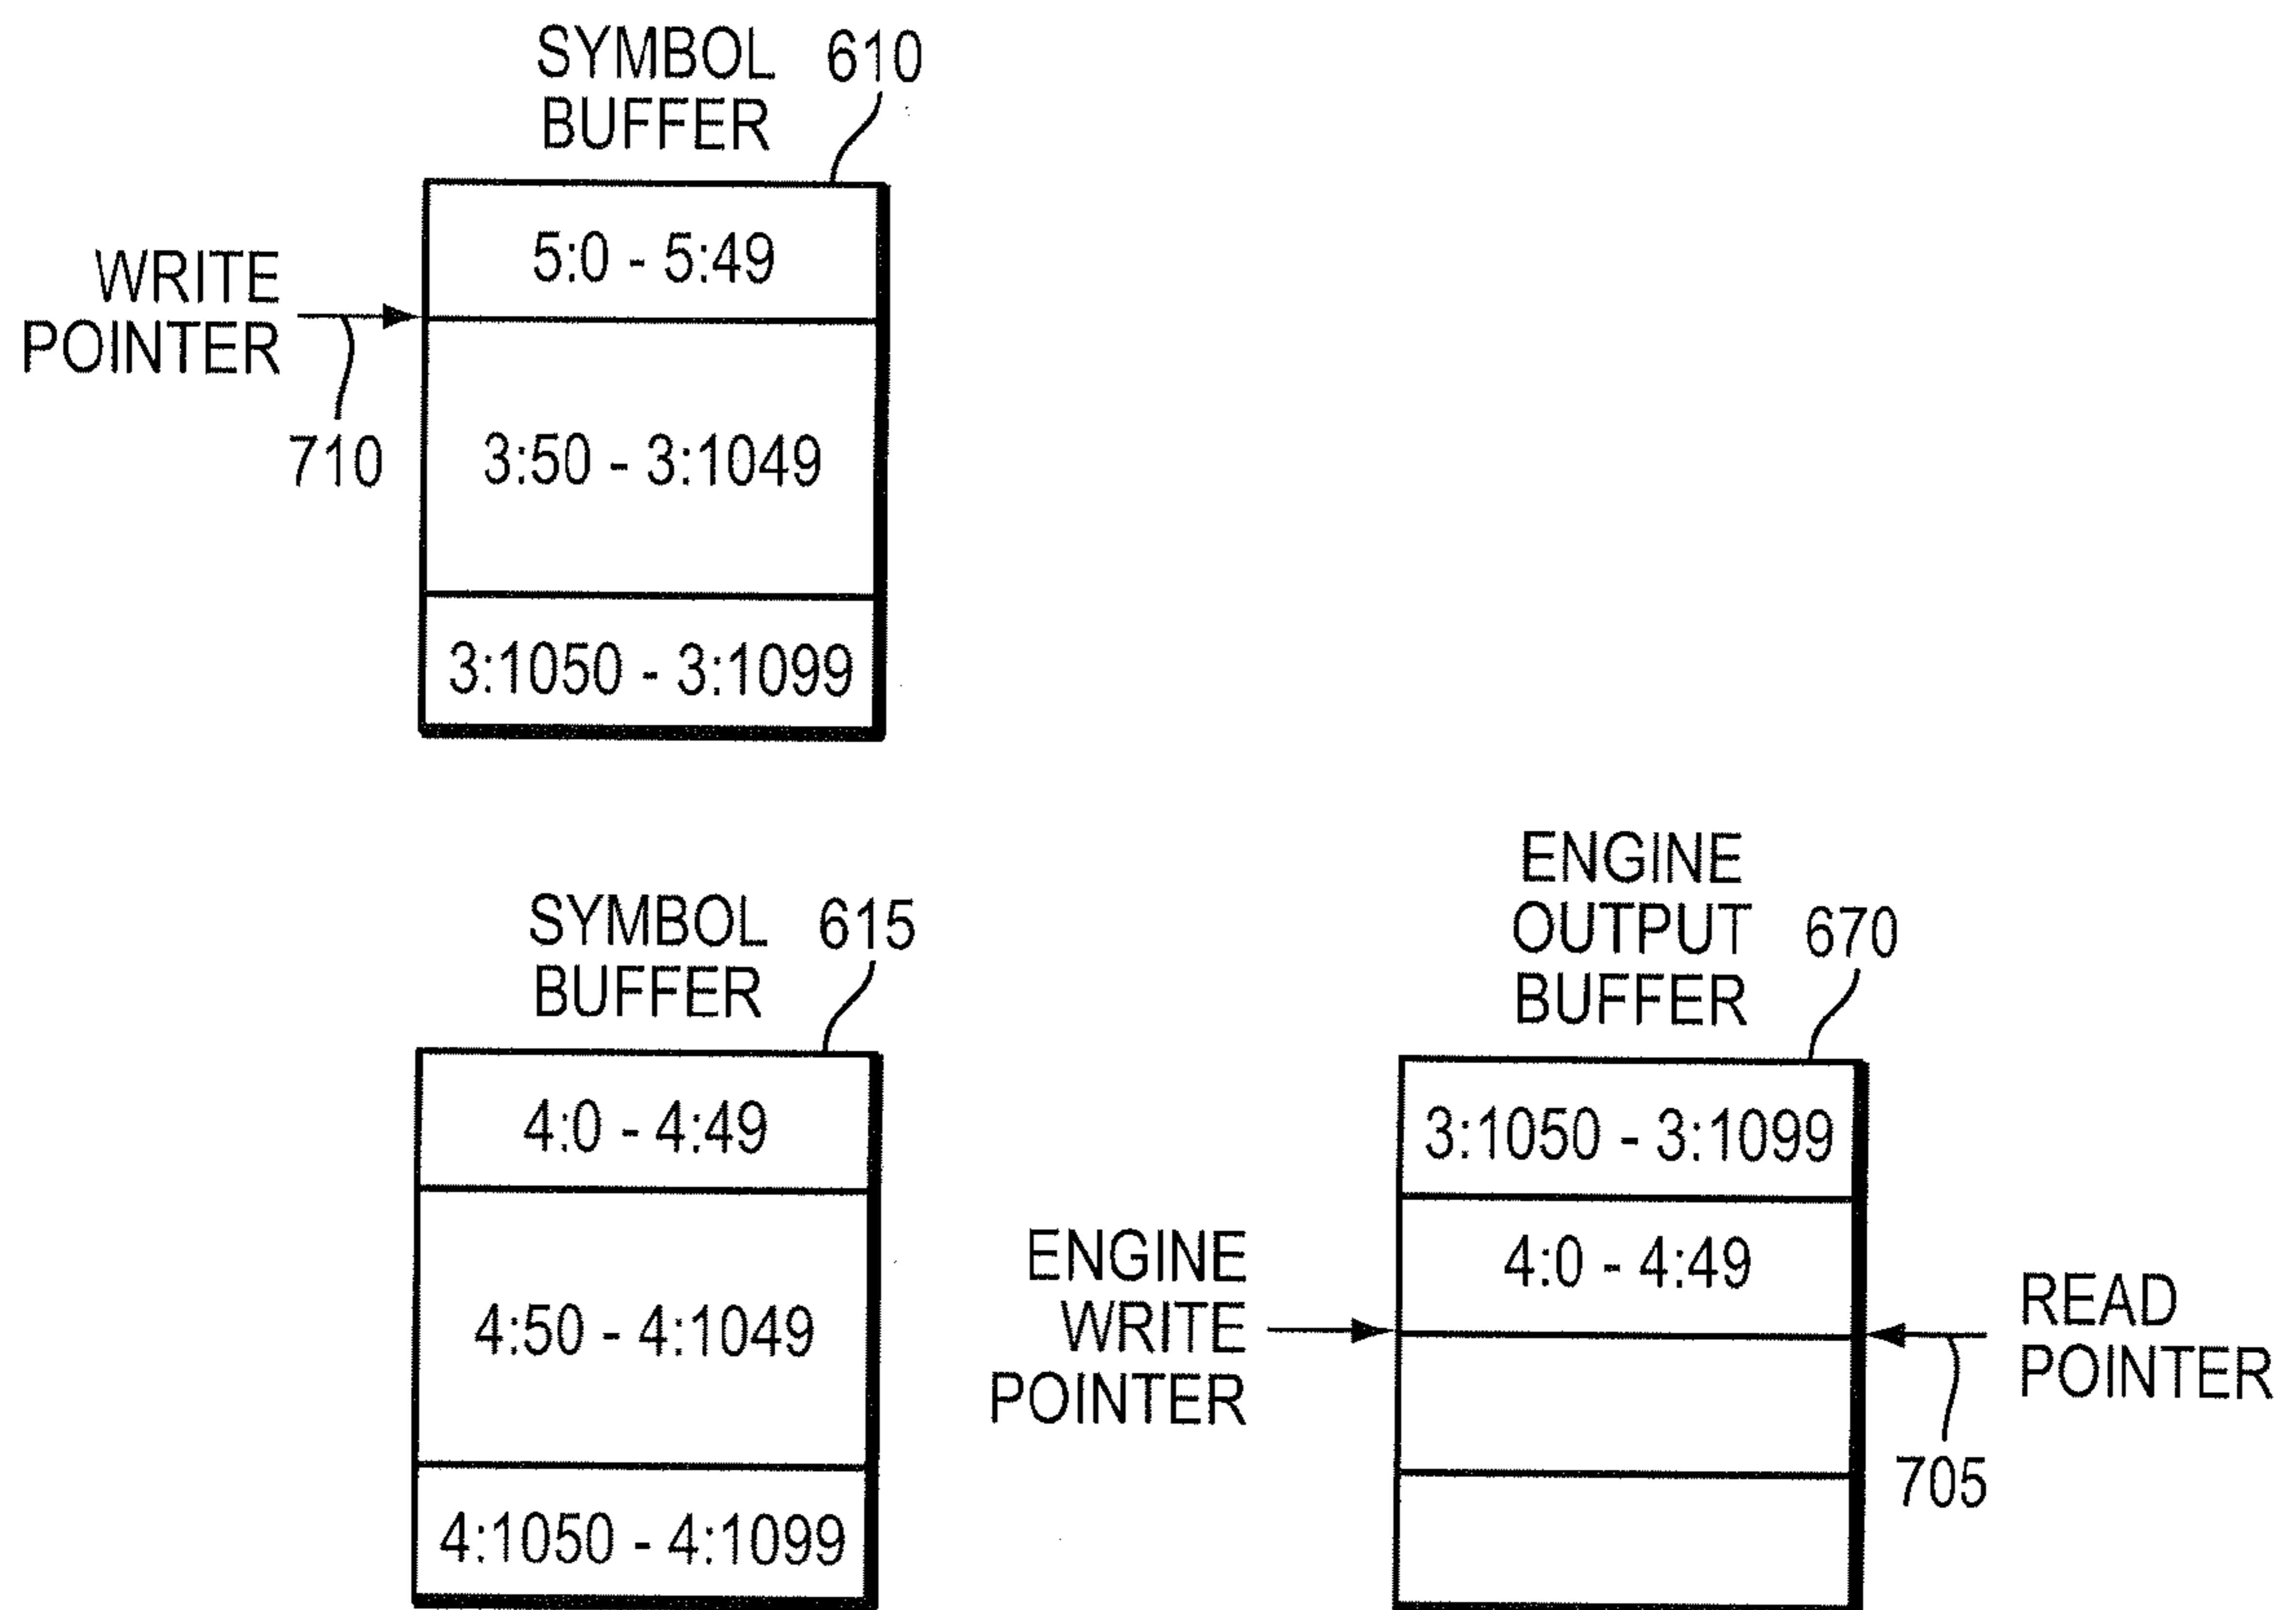 SYMBOL
BUFFER
610
5:0 - 5:49
WRITE
POINTER
710
3:50 - 3:1049
3:1050 - 3:1099
SYMBOL
BUFFER
615
4:0 - 4:49
4:50 - 4:1049
4:1050 - 4:1099
ENGINE
OUTPUT
BUFFER
670
3:1050 - 3:1099
4:0 - 4:49
ENGINE
WRITE
POINTER
READ
POINTER
705